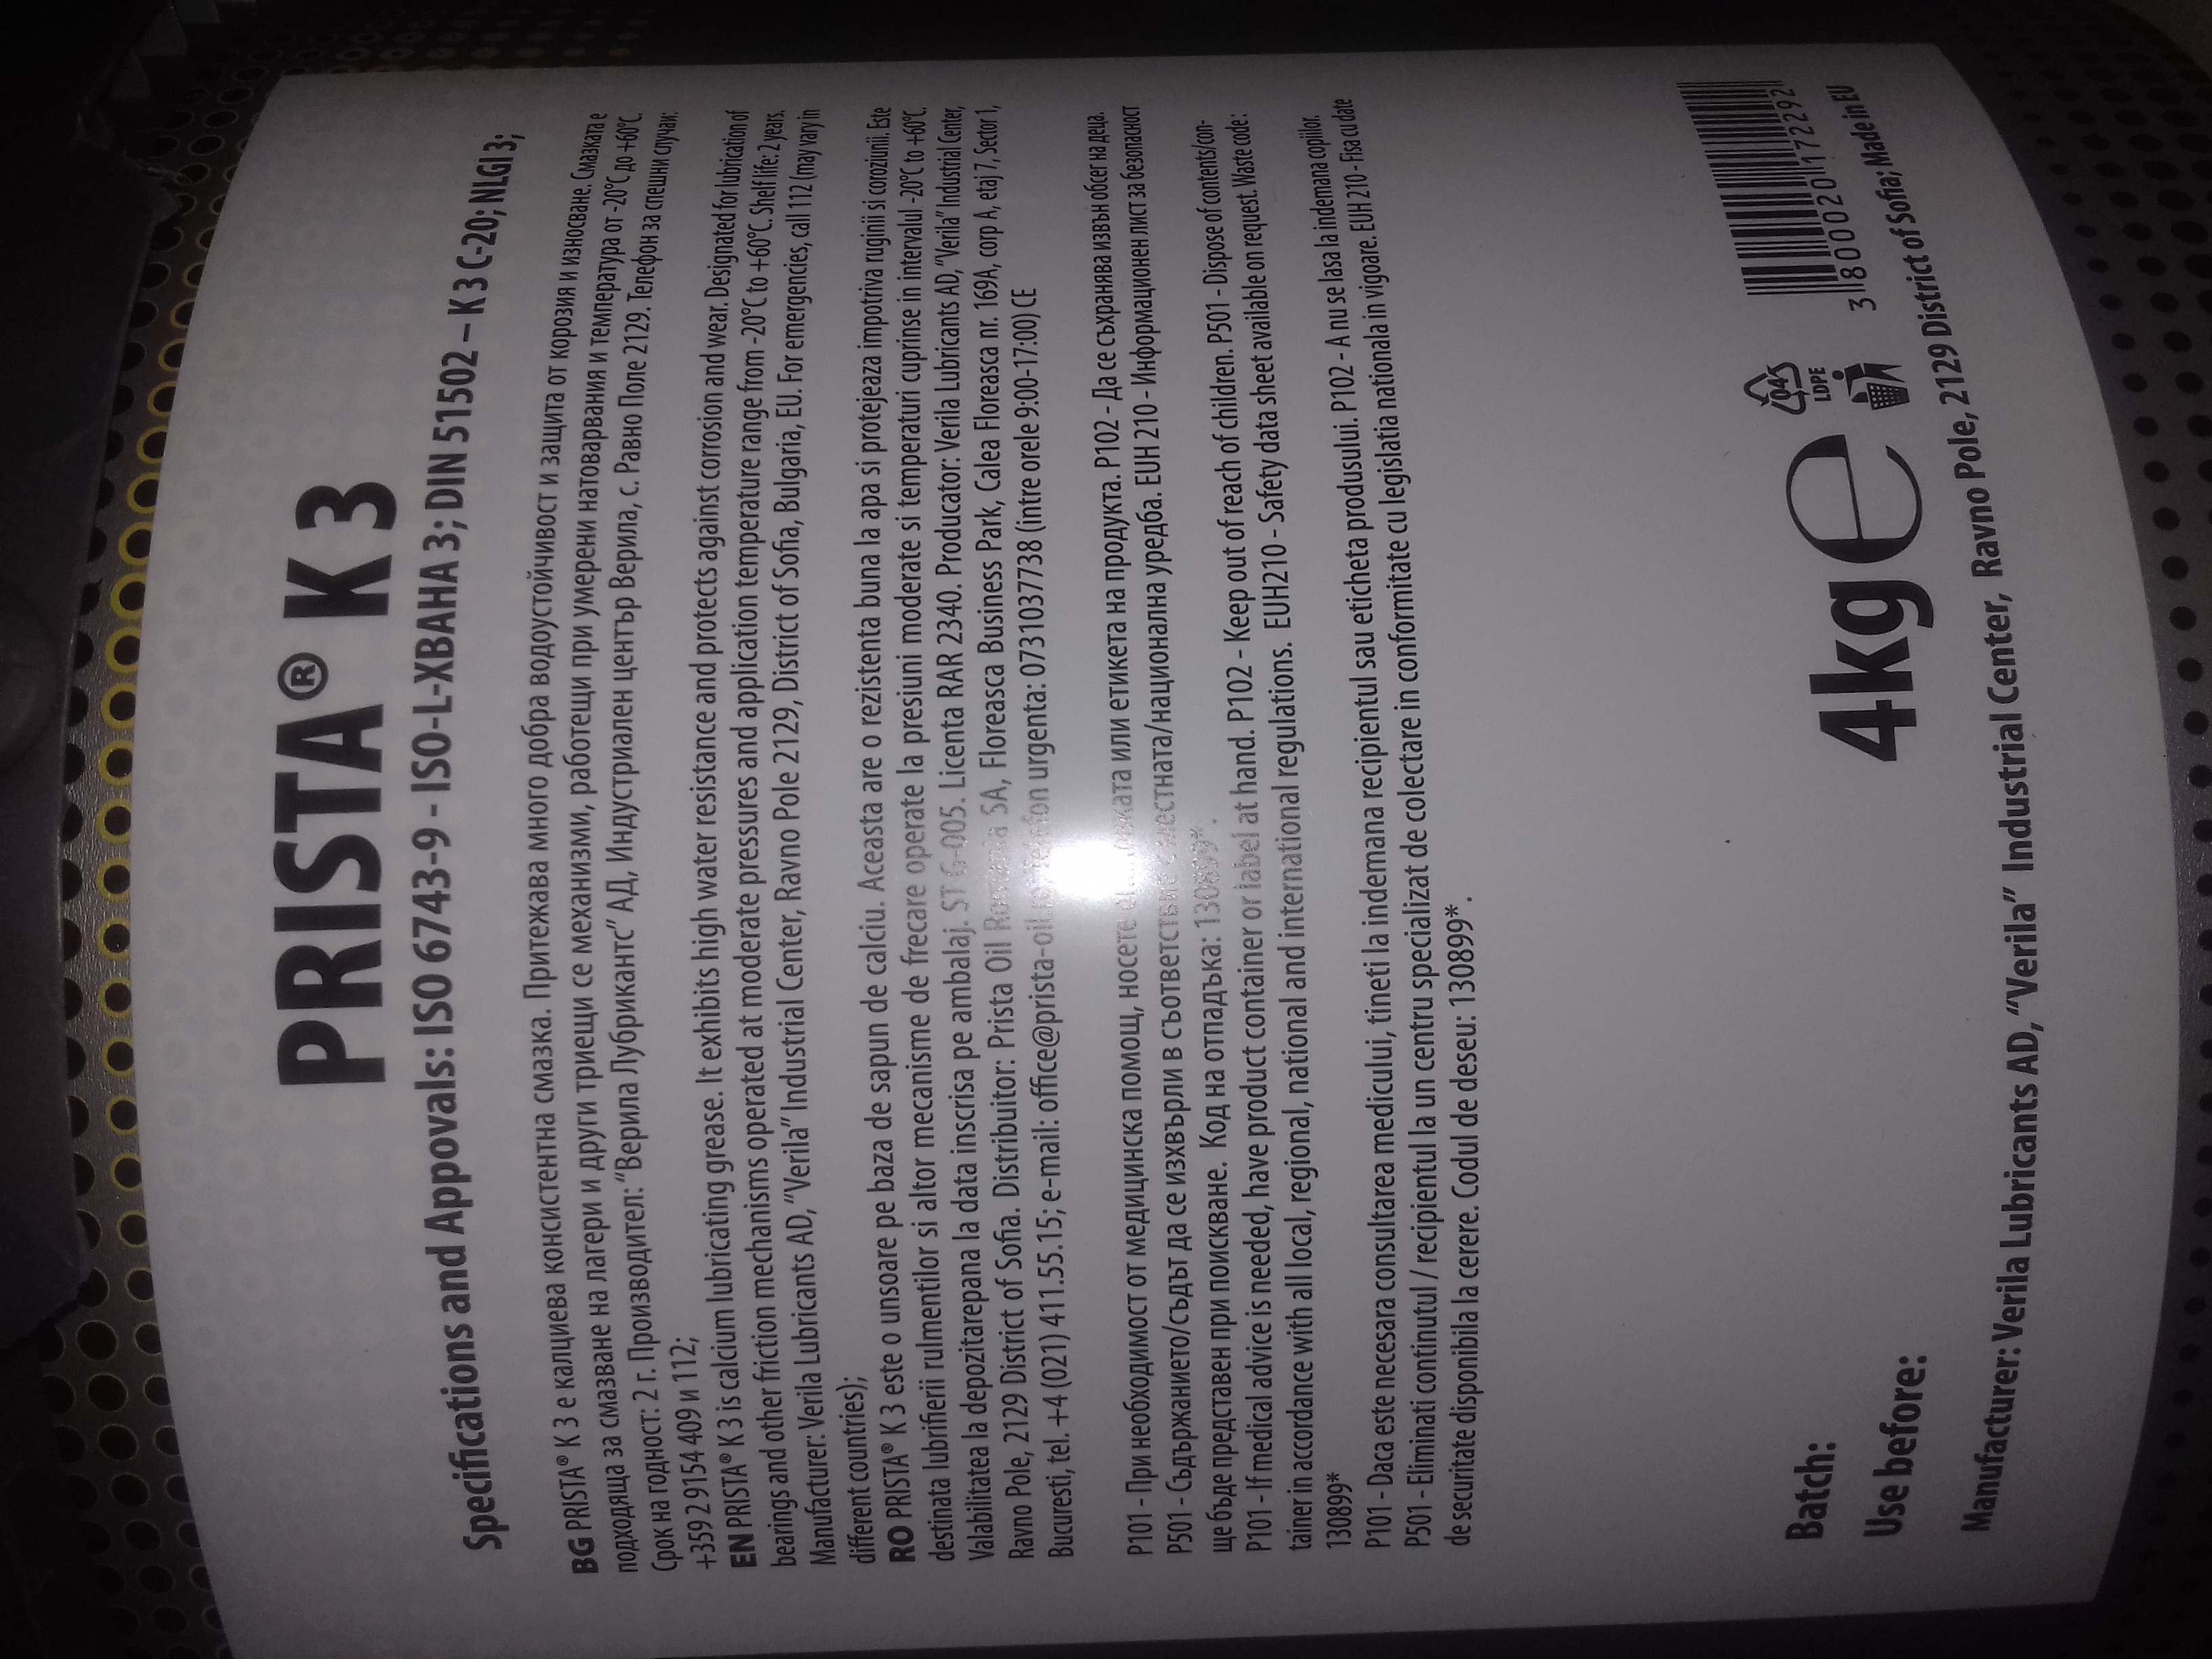 PRISTA® K 3
Specifications and Appovals: ISO 6743-9 - ISO-L-XBAHA 3; DIN 51502 – K 3 C-20; NLGI 3;
BG PRISTA® K 3 е калциева консистентна смазка. Притежава много добра водоустойчивост и защита от корозия и износване. Смазката е
подходяща за смазване на лагери и други триещи се механизми, работещи при умерени натоварвания и температура от -20°C до +60°C.
Срок на годност: 2 г. Производител: "Верила Лубрикантс" АД, Индустриален център Верила, с. Равно Поле 2129. Телефон за спешни случаи:
+359 2 9154 409 и 112;
EN PRISTA® K 3 is calcium lubricating grease. It exhibits high water resistance and protects against corrosion and wear. Designated for lubrication of
bearings and other friction mechanisms operated at moderate pressures and application temperature range from -20°C to +60°C. Shelf life: 2 years.
Manufacturer: Verila Lubricants AD, "Verila" Industrial Center, Ravno Pole 2129, District of Sofia, Bulgaria, EU. For emergencies, call 112 (may vary in
different countries);
RO PRISTA® K 3 este o unsoare pe baza de sapun de calciu. Aceasta are o rezistenta buna la apa si protejeaza impotriva ruginii si coroziunii. Este
destinata lubrifierii rulmentilor si altor mecanisme de frecare operate la presiuni moderate si temperaturi cuprinse in intervalul -20°C to +60°C.
Valabilitatea la depozitarepana la data inscrisa pe ambalaj. ST G-005. Licenta RAR 2340. Producator: Verila Lubricants AD, "Verila" Industrial Center,
Ravno Pole, 2129 District of Sofia. Distributor: Prista Oil SA, Floreasca Business Park, Calea Floreasca nr. 169A, corp A, etaj 7, Sector 1,
Bucuresti, tel. +4 (021) 411.55.15; e-mail: urgenta: 0731037738 (intre orele 9:00-17:00) CE
P101 - При необходимост от медицинска помощ, носете или етикета на продукта. P102 - Да се съхранява извън обсег на деца.
P501 - Съдържанието/съдът да се изхвърли в съответствие с местната/национална уредба. EUH 210 - Информационен лист за безопасност
ще бъде представен при поискване. Код на отпадъка: 130899*.
P101 - If medical advice is needed, have product container or label at hand. P102 - Keep out of reach of children. P501 - Dispose of contents/con-
tainer in accordance with all local, regional, national and international regulations. EUH210 - Safety data sheet available on request. Waste code:
130899*
P101 - Daca este necesara consultarea medicului, tineti la indemana recipientul sau eticheta produsului. P102 - A nu se lasa la indemana copiilor.
P501 - Eliminati continutul / recipientul la un centru specializat de colectare in conformitate cu legislatia nationala in vigoare. EUH 210 - Fisa cu date
de securitate disponibila la cerere. Codul de deseu: 130899*.
Batch:
Use before:
4kg e
04
LDPE
3 800020 172292
Manufacturer: Verila Lubricants AD, "Verila" Industrial Center, Ravno Pole, 2129 District of Sofia; Made in EU